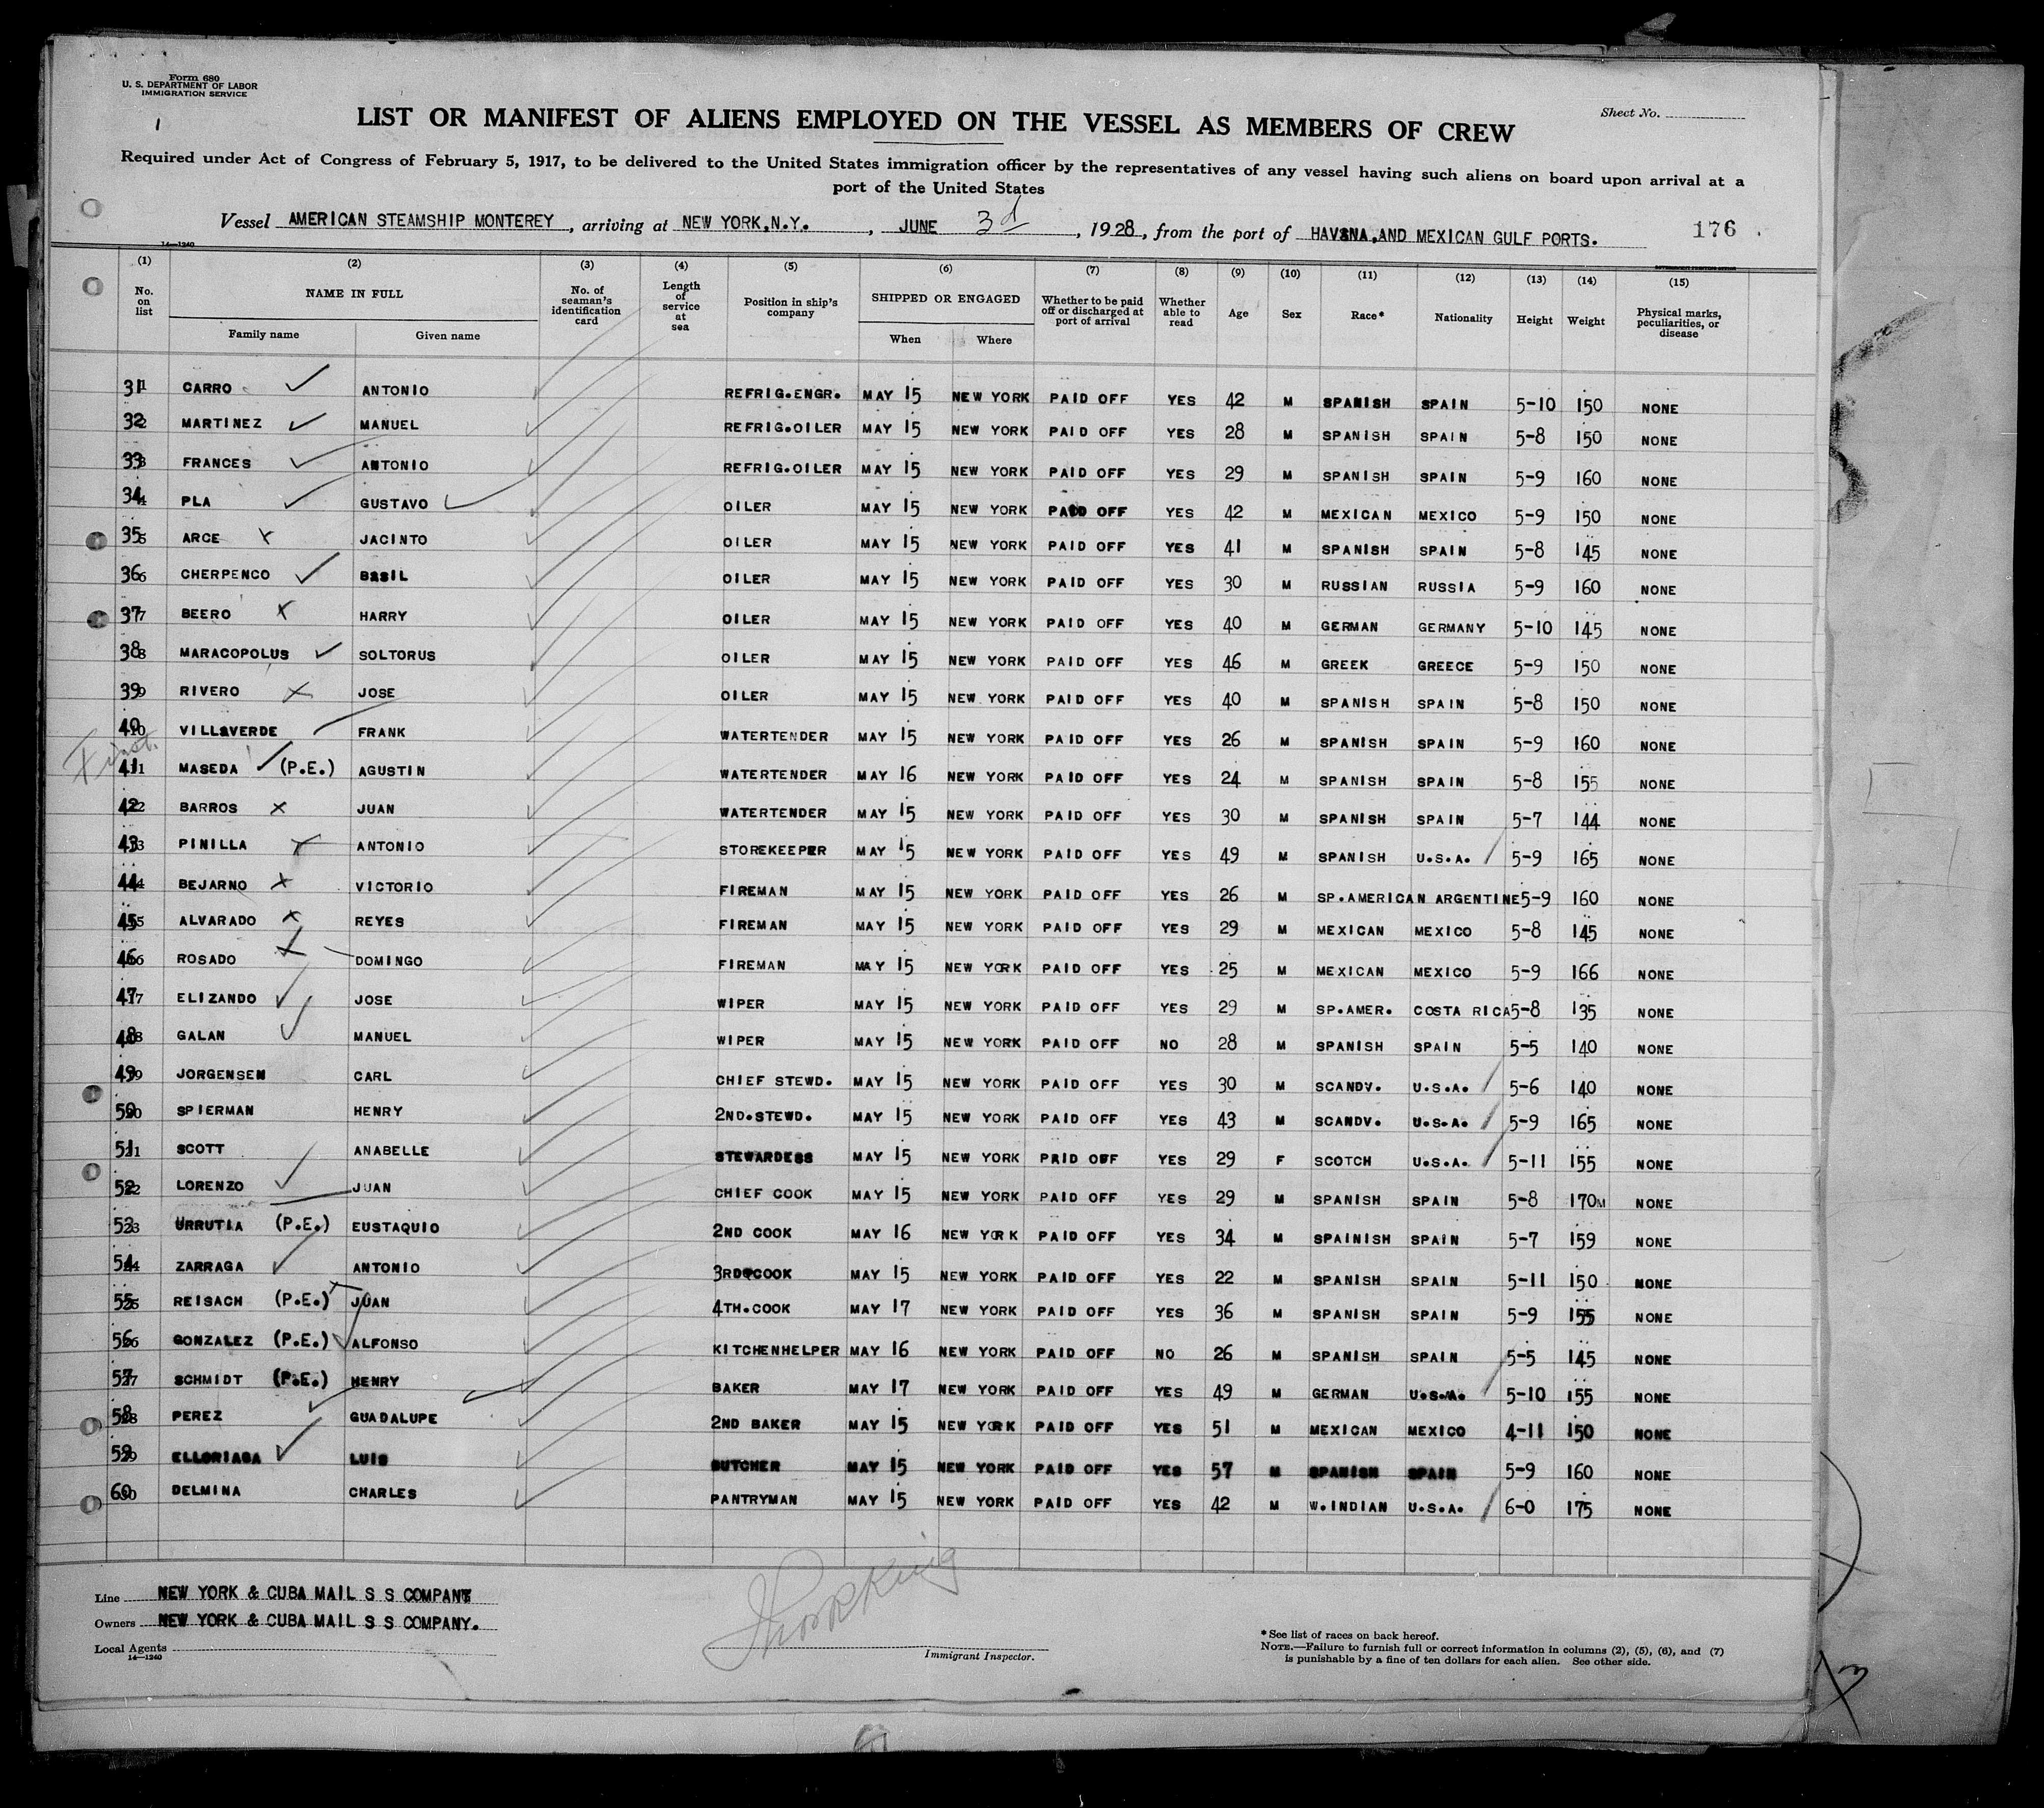 Form 680
U. S. DEPARTMENT OF LABOR
IMMIGRATION SERVICE
1
Sheet No.
LIST OR MANIFEST OF ALIENS EMPLOYED ON THE VESSEL AS MEMBERS OF CREW
Required under Act of Congress of February 5, 1917, to be delivered to the United States immigration officer by the representatives of any vessel having such aliens on board upon arrival at a
port of the United States
Vessel AMERICAN STEAMSHIP MONTEREY, arriving at NEW YORK.N.Y., JUNE 3d, 1928, from the port of HAVANA,AND MEXICAN GULF PORTS. 176
14—1240
(1) (2) (3) (4) (5) (6) (7) (8) (9) (10) (11) (12) (13) (14) (15)
No. on list NAME IN FULL Family name Given name No. of seaman's identification card Length of service at sea Position in ship's company SHIPPED OR ENGAGED When Where Whether to be paid off or discharged at port of arrival Whether able to read Age Sex Race* Nationality Height Weight Physical marks, peculiarities, or disease
31 CARRO ANTONIO REFRIG.ENGR. MAY 15 NEW YORK PAID OFF YES 42 M SPANISH SPAIN 5-10 150 NONE
32 MARTINEZ MANUEL REFRIG.OILER MAY 15 NEW YORK PAID OFF YES 28 M SPANISH SPAIN 5-8 150 NONE
33 FRANCES ANTONIO REFRIG.OILER MAY 15 NEW YORK PAID OFF YES 29 M SPANISH SPAIN 5-9 160 NONE
34 PLA GUSTAVO OILER MAY 15 NEW YORK PAID OFF YES 42 M MEXICAN MEXICO 5-9 150 NONE
35 ARCE JACINTO OILER MAY 15 NEW YORK PAID OFF YES 41 M SPANISH SPAIN 5-8 145 NONE
36 CHERPENCO BASIL OILER MAY 15 NEW YORK PAID OFF YES 30 M RUSSIAN RUSSIA 5-9 160 NONE
37 BEERO HARRY OILER MAY 15 NEW YORK PAID OFF YES 40 M GERMAN GERMANY 5-10 145 NONE
38 MARACOPOLUS SOLTORUS OILER MAY 15 NEW YORK PAID OFF YES 46 M GREEK GREECE 5-9 150 NONE
39 RIVERO JOSE OILER MAY 15 NEW YORK PAID OFF YES 40 M SPANISH SPAIN 5-8 150 NONE
40 VILLAVERDE FRANK WATERTENDER MAY 15 NEW YORK PAID OFF YES 26 M SPANISH SPAIN 5-9 160 NONE
41 MASEDA (P.E.) AGUSTIN WATERTENDER MAY 16 NEW YORK PAID OFF YES 24 M SPANISH SPAIN 5-8 155 NONE
42 BARROS JUAN WATERTENDER MAY 15 NEW YORK PAID OFF YES 30 M SPANISH SPAIN 5-7 144 NONE
43 PINILLA ANTONIO STOREKEEPER MAY 15 NEW YORK PAID OFF YES 49 M SPANISH U.S.A. 5-9 165 NONE
44 BEJARNO VICTORIO FIREMAN MAY 15 NEW YORK PAID OFF YES 26 M SP.AMERICAN ARGENTINE 5-9 160 NONE
45 ALVARADO REYES FIREMAN MAY 15 NEW YORK PAID OFF YES 29 M MEXICAN MEXICO 5-8 145 NONE
46 ROSADO DOMINGO FIREMAN MAY 15 NEW YORK PAID OFF YES 25 M MEXICAN MEXICO 5-9 166 NONE
47 ELIZANDO JOSE WIPER MAY 15 NEW YORK PAID OFF YES 29 M SP.AMER. COSTA RICA 5-8 135 NONE
48 GALAN MANUEL WIPER MAY 15 NEW YORK PAID OFF NO 28 M SPANISH SPAIN 5-5 140 NONE
49 JORGENSEN CARL CHIEF STEWD. MAY 15 NEW YORK PAID OFF YES 30 M SCANDV. U.S.A. 5-6 140 NONE
50 SPIERMAN HENRY 2ND.STEWD. MAY 15 NEW YORK PAID OFF YES 43 M SCANDV. U.S.A. 5-9 165 NONE
51 SCOTT ANABELLE STEWARDESS MAY 15 NEW YORK PAID OFF YES 29 F SCOTCH U.S.A. 5-11 155 NONE
52 LORENZO JUAN CHIEF COOK MAY 15 NEW YORK PAID OFF YES 29 M SPANISH SPAIN 5-8 170M NONE
53 URRUTIA (P.E.) EUSTAQUIO 2ND COOK MAY 16 NEW YORK PAID OFF YES 34 M SPAINISH SPAIN 5-7 159 NONE
54 ZARRAGA ANTONIO 3RD COOK MAY 15 NEW YORK PAID OFF YES 22 M SPANISH SPAIN 5-11 150 NONE
55 REISACH (P.E.) JUAN 4TH.COOK MAY 17 NEW YORK PAID OFF YES 36 M SPANISH SPAIN 5-9 155 NONE
56 GONZALEZ (P.E.) ALFONSO KITCHENHELPER MAY 16 NEW YORK PAID OFF NO 26 M SPANISH SPAIN 5-5 145 NONE
57 SCHMIDT (P.E.) HENRY BAKER MAY 17 NEW YORK PAID OFF YES 49 M GERMAN U.S.A. 5-10 155 NONE
58 PEREZ GUADALUPE 2ND BAKER MAY 15 NEW YORK PAID OFF YES 51 M MEXICAN MEXICO 4-11 150 NONE
59 ELLORIAGA LUIS BUTCHER MAY 15 NEW YORK PAID OFF YES 57 M SPANISH SPAIN 5-9 160 NONE
60 DELMINA CHARLES PANTRYMAN MAY 15 NEW YORK PAID OFF YES 42 M W.INDIAN U.S.A. 6-0 175 NONE
Line NEW YORK & CUBA MAIL S S COMPANY
Owners NEW YORK & CUBA MAIL S S COMPANY.
Local Agents
14—1240
Immigrant Inspector.
* See list of races on back hereof.
NOTE.—Failure to furnish full or correct information in columns (2), (5), (6), and (7)
is punishable by a fine of ten dollars for each alien. See other side.